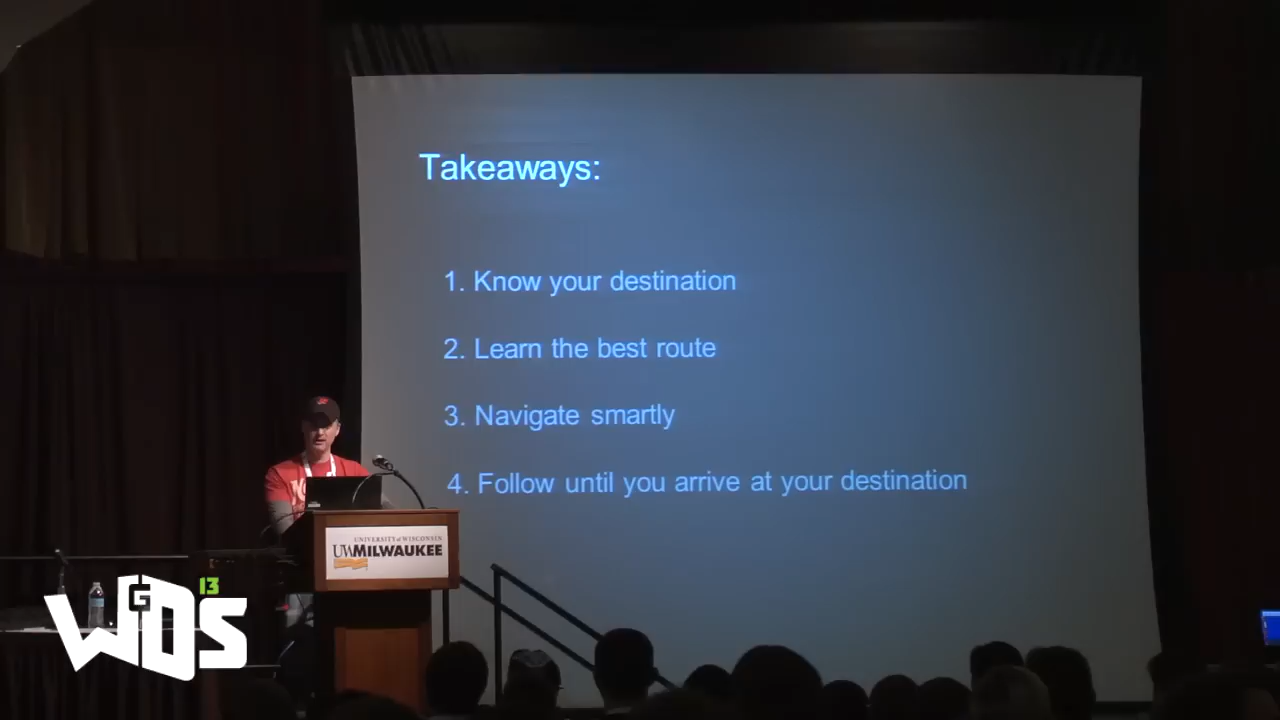 Takeaways:
1. Know your destination
2. Learn the best route
3. Navigate smartly
4. Follow until you arrive at your destination
UNIVERSITY of WISCONSIN
UWMILWAUKEE
WGDS 13